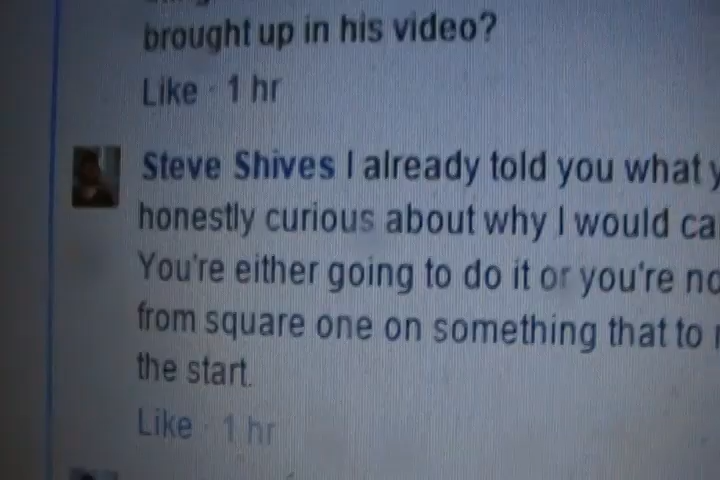 brought up in his video?
Like · 1 hr
Steve Shives I already told you what
honestly curious about why I would
You're either going to do it or you're
from square one on something that to
the start.
Like · 1 hr